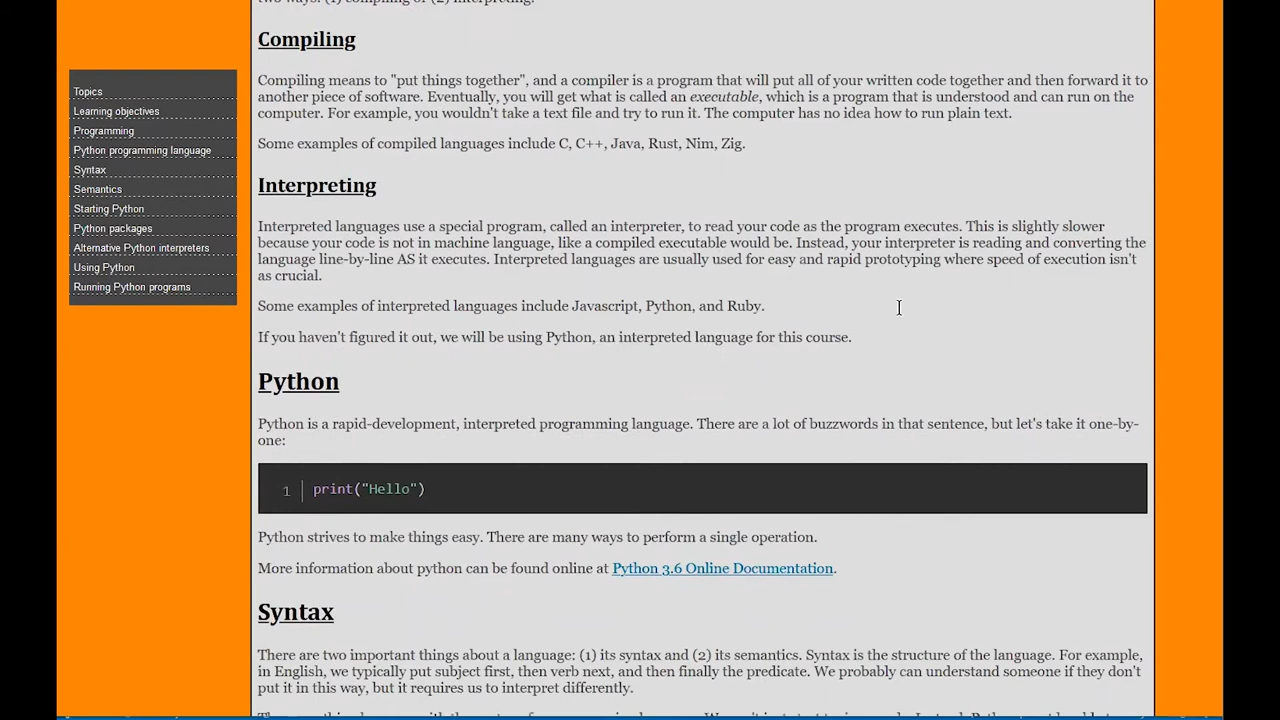 two ways: (1) compiling or (2) interpreting.
Compiling
Compiling means to "put things together", and a compiler is a program that will put all of your written code together and then forward it to
another piece of software. Eventually, you will get what is called an executable, which is a program that is understood and can run on the
computer. For example, you wouldn't take a text file and try to run it. The computer has no idea how to run plain text.
Some examples of compiled languages include C, C++, Java, Rust, Nim, Zig.
Interpreting
Interpreted languages use a special program, called an interpreter, to read your code as the program executes. This is slightly slower
because your code is not in machine language, like a compiled executable would be. Instead, your interpreter is reading and converting the
language line-by-line AS it executes. Interpreted languages are usually used for easy and rapid prototyping where speed of execution isn't
as crucial.
Some examples of interpreted languages include Javascript, Python, and Ruby.
If you haven't figured it out, we will be using Python, an interpreted language for this course.
Python
Python is a rapid-development, interpreted programming language. There are a lot of buzzwords in that sentence, but let's take it one-by-
one:
1 print("Hello")
Python strives to make things easy. There are many ways to perform a single operation.
More information about python can be found online at Python 3.6 Online Documentation.
Syntax
There are two important things about a language: (1) its syntax and (2) its semantics. Syntax is the structure of the language. For example,
in English, we typically put subject first, then verb next, and then finally the predicate. We probably can understand someone if they don't
put it in this way, but it requires us to interpret differently.
Topics
Learning objectives
Programming
Python programming language
Syntax
Semantics
Starting Python
Python packages
Alternative Python interpreters
Using Python
Running Python programs